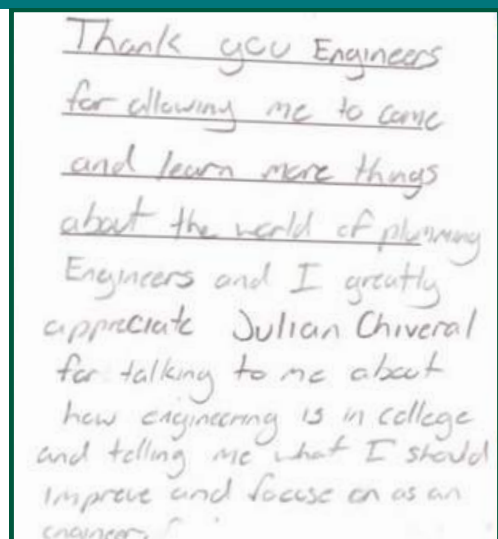 Thank you Engineers
for allowing me to come
and learn more things
about the world of plumming
Engineers and I greatly
appreciate Julian Chiveral
for talking to me about
how engineering is in college
and telling me what I should
improve and focuse on as an
engineer.